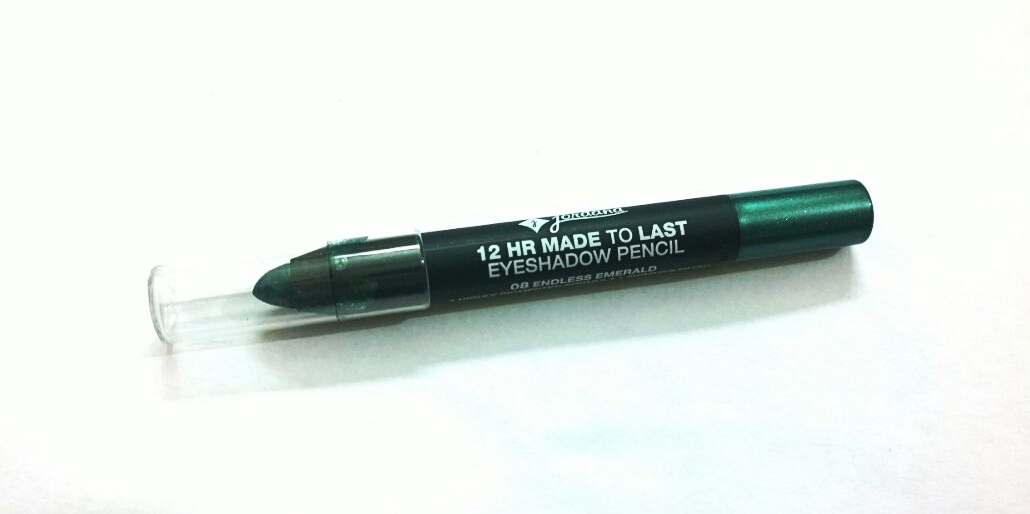 Jordana
12 HR MADE TO LAST
EYESHADOW PENCIL
08 ENDLESS EMERALD